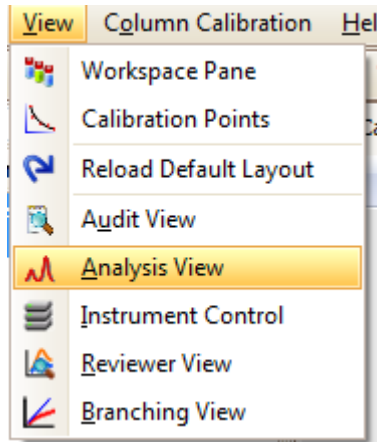 View Column Calibration Hel
Workspace Pane
Calibration Points
Reload Default Layout
Audit View
Analysis View
Instrument Control
Reviewer View
Branching View